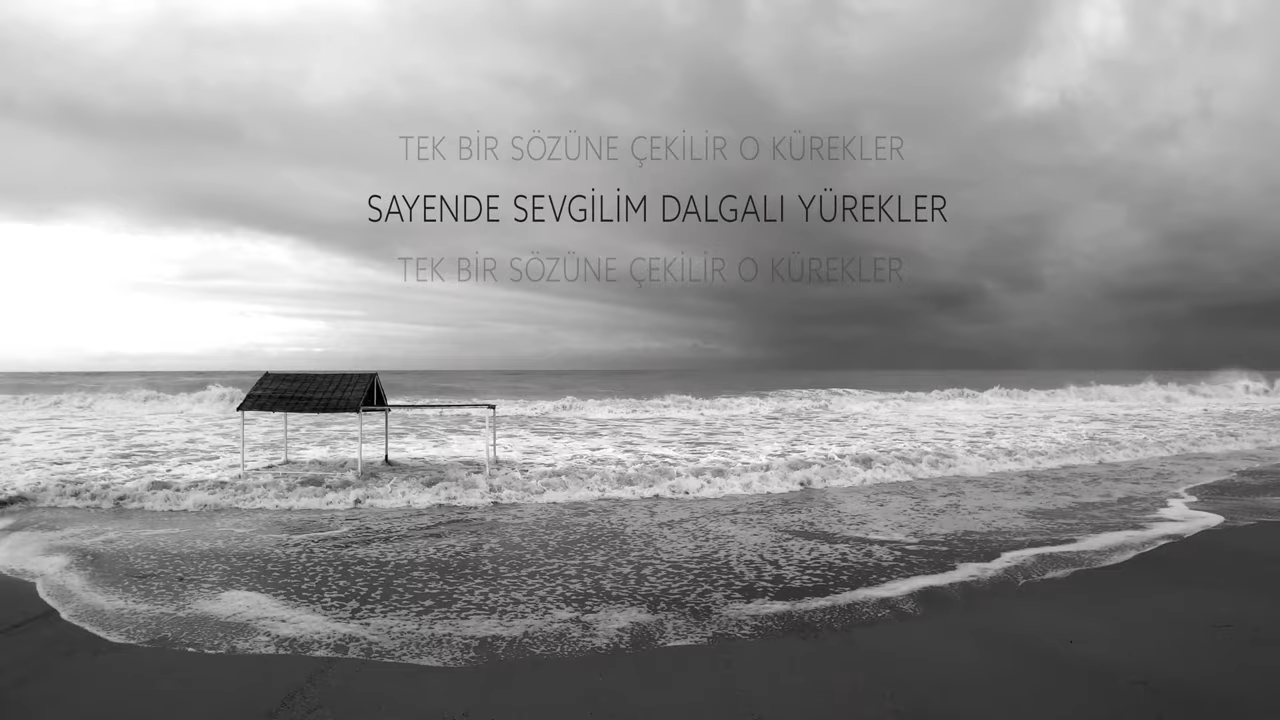 TEK BİR SÖZÜNE ÇEKİLİR O KÜREKLER
SAYENDE SEVGİLİM DALGALI YÜREKLER
TEK BİR SÖZÜNE ÇEKİLİR O KÜREKLER